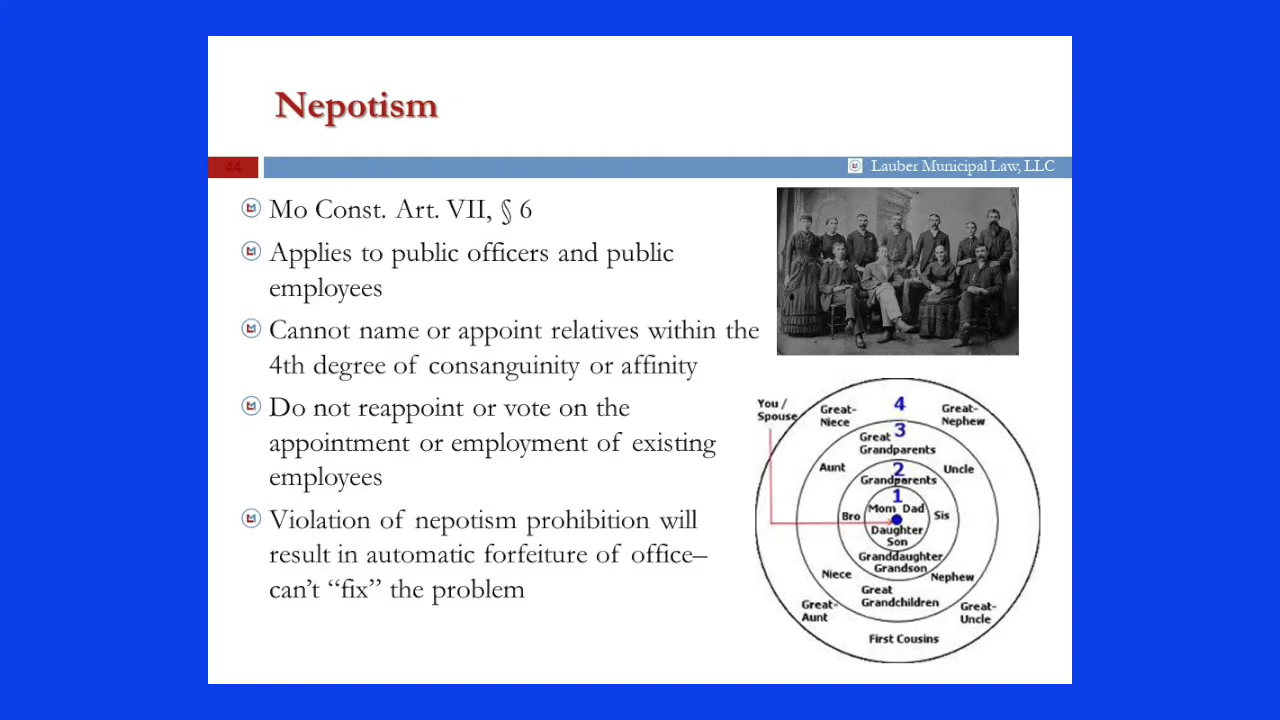 Nepotism
44
Lauber Municipal Law, LLC
Mo Const. Art. VII, § 6
Applies to public officers and public
employees
Cannot name or appoint relatives within the
4th degree of consanguinity or affinity
Do not reappoint or vote on the
appointment or employment of existing
employees
Violation of nepotism prohibition will
result in automatic forfeiture of office–
can't “fix” the problem
You /
Spouse
4
Great-
Niece
Great-
Nephew
3
Great
Grandparents
Aunt
Uncle
2
Grandparents
1
Mom Dad
Bro
Sis
Daughter
Son
Granddaughter
Grandson
Niece
Nephew
Great
Grandchildren
Great-
Aunt
Great-
Uncle
First Cousins